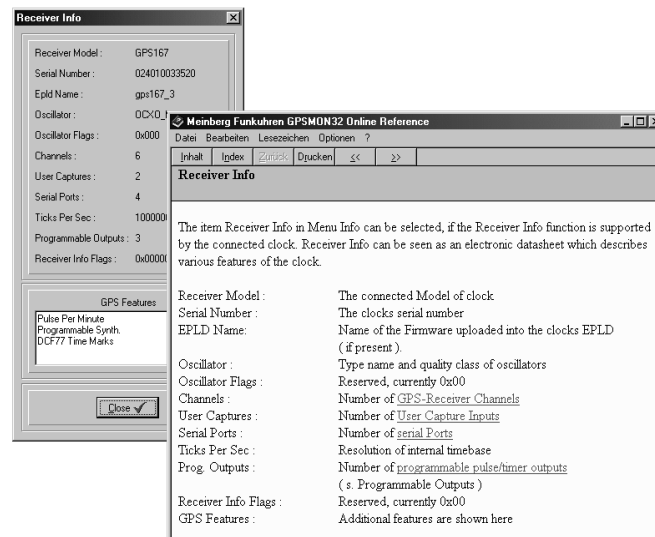 Receiver Info
Receiver Model : GPS167
Serial Number : 024010033520
Epld Name : gps167_3
Oscillator :
Oscillator Flags : 0x000
Channels : 6
User Captures : 2
Serial Ports : 4
Ticks Per Sec :
Programmable Outputs : 3
Receiver Info Flags :
GPS Features
Pulse Per Minute
Programmable Synth.
DCF77 Time Marks
Close
Meinberg Funkuhren GPSMON32 Online Reference
Datei Bearbeiten Lesezeichen Optionen ?
Inhalt Index Zurück Drucken << >>
Receiver Info
The item Receiver Info in Menu Info can be selected, if the Receiver Info function is supported
by the connected clock. Receiver Info can be seen as an electronic datasheet which describes
various features of the clock.
Receiver Model : The connected Model of clock
Serial Number : The clocks serial number
EPLD Name: Name of the Firmware uploaded into the clocks EPLD
( if present ).
Oscillator : Type name and quality class of oscillators
Oscillator Flags : Reserved, currently 0x00
Channels : Number of GPS-Receiver Channels
User Captures : Number of User Capture Inputs
Serial Ports : Number of serial Ports
Ticks Per Sec : Resolution of internal timebase
Prog. Outputs : Number of programmable pulse/timer outputs
( s. Programmable Outputs )
Receiver Info Flags : Reserved, currently 0x00
GPS Features : Additional features are shown here